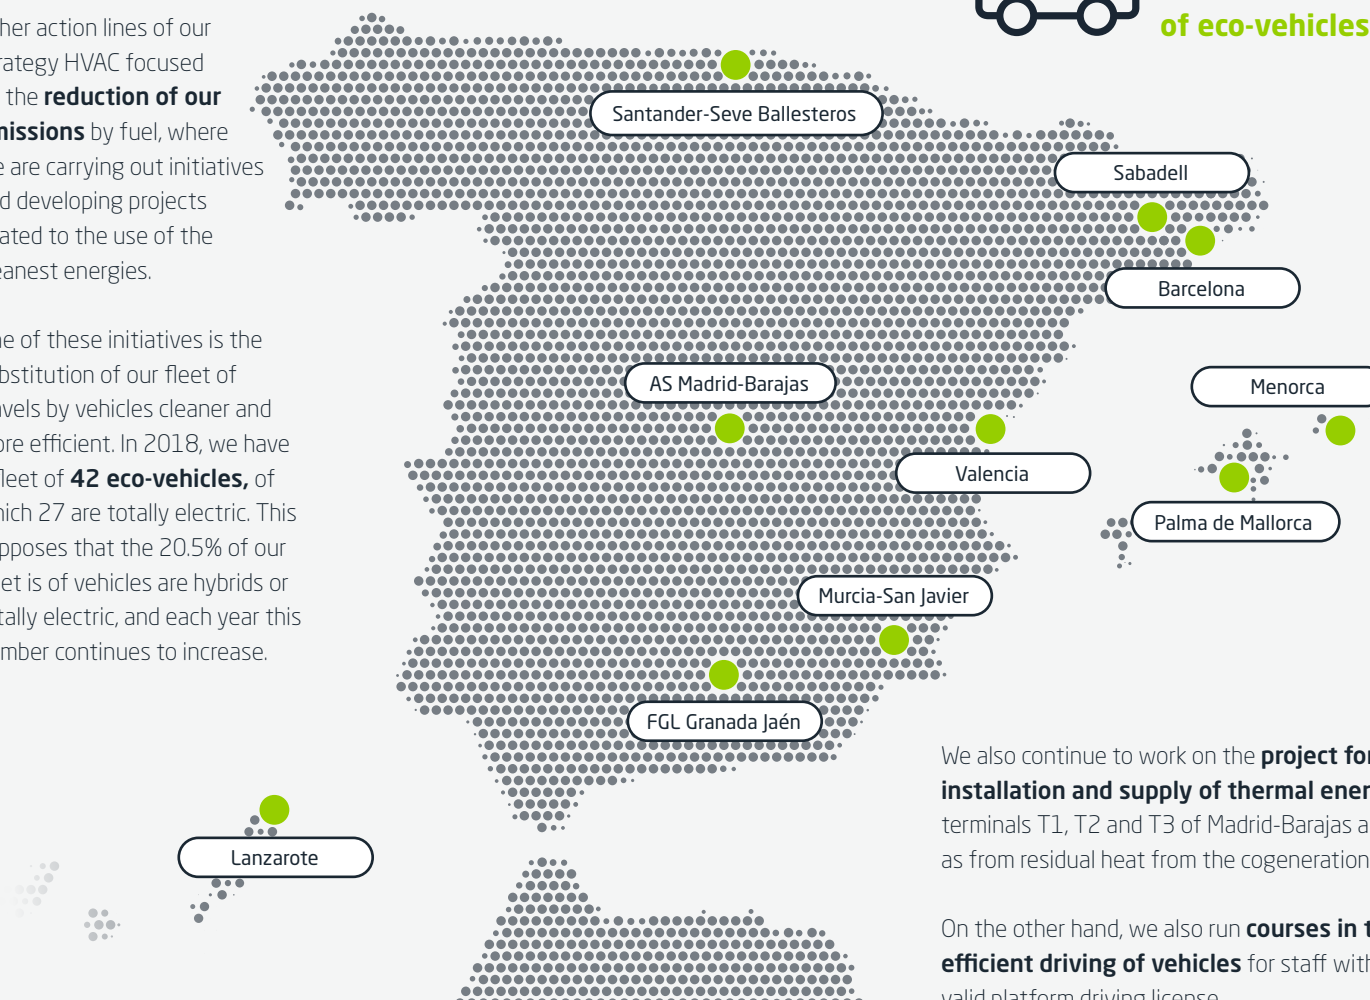 of eco-vehicles
her action lines of our
rategy HVAC focused
the reduction of our
missions by fuel, where
e are carrying out initiatives
d developing projects
ated to the use of the
eanest energies.
ne of these initiatives is the
bstitution of our fleet of
avels by vehicles cleaner and
ore efficient. In 2018, we have
fleet of 42 eco-vehicles, of
hich 27 are totally electric. This
pposes that the 20.5% of our
et is of vehicles are hybrids or
tally electric, and each year this
mber continues to increase.
Santander-Seve Ballesteros
Sabadell
Barcelona
AS Madrid-Barajas
Menorca
Valencia
Palma de Mallorca
Murcia-San Javier
FGL Granada Jaén
Lanzarote
We also continue to work on the project for
installation and supply of thermal ener
terminals T1, T2 and T3 of Madrid-Barajas a
as from residual heat from the cogeneration
On the other hand, we also run courses in t
efficient driving of vehicles for staff with
valid platform driving license